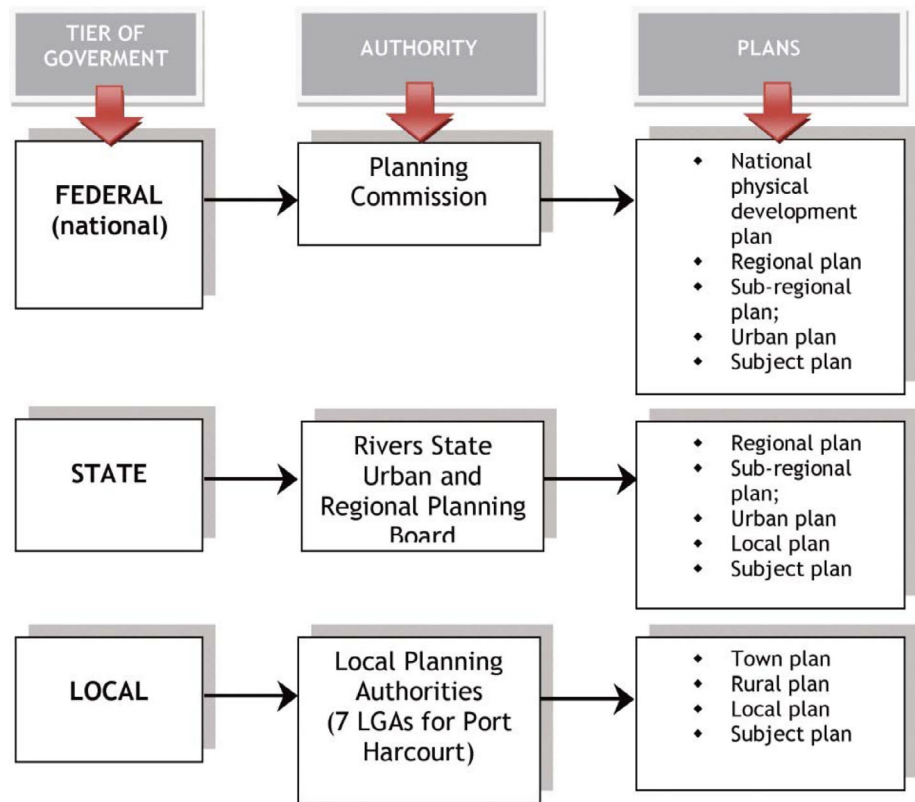 TIER OF
GOVERMENT
AUTHORITY
PLANS
FEDERAL
(national)
Planning
Commission
◆ National
physical
development
plan
◆ Regional plan
◆ Sub-regional
plan;
◆ Urban plan
◆ Subject plan
STATE
Rivers State
Urban and
Regional Planning
Board
◆ Regional plan
◆ Sub-regional
plan;
◆ Urban plan
◆ Local plan
◆ Subject plan
LOCAL
Local Planning
Authorities
(7 LGAs for Port
Harcourt)
◆ Town plan
◆ Rural plan
◆ Local plan
◆ Subject plan